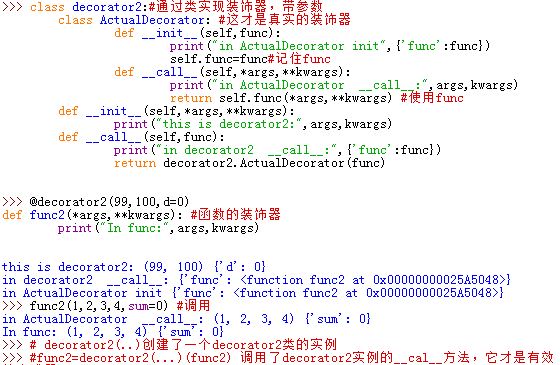 >>> class decorator2:#通过类实现装饰器，带参数
class ActualDecorator: #这才是真实的装饰器
def __init__(self,func):
print("in ActualDecorator init",{'func':func})
self.func=func#记住func
def __call__(self,*args,**kwargs):
print("in ActualDecorator  __call__:",args,kwargs)
return self.func(*args,**kwargs) #使用func
def __init__(self,*args,**kwargs):
print("this is decorator2:",args,kwargs)
def __call__(self,func):
print("in decorator2  __call__:",{'func':func})
return decorator2.ActualDecorator(func)
>>> @decorator2(99,100,d=0)
def func2(*args,**kwargs): #函数的装饰器
print("In func:",args,kwargs)
this is decorator2: (99, 100) {'d': 0}
in decorator2  __call__: {'func': <function func2 at 0x00000000025A5048>}
in ActualDecorator init {'func': <function func2 at 0x00000000025A5048>}
>>> func2(1,2,3,4,sum=0) #调用
in ActualDecorator  __call__: (1, 2, 3, 4) {'sum': 0}
In func: (1, 2, 3, 4) {'sum': 0}
>>> # decorator2(..)创建了一个decorator2类的实例
>>> #func2=decorator2(...)(func2) 调用了decorator2实例的__cal__方法，它才是有效